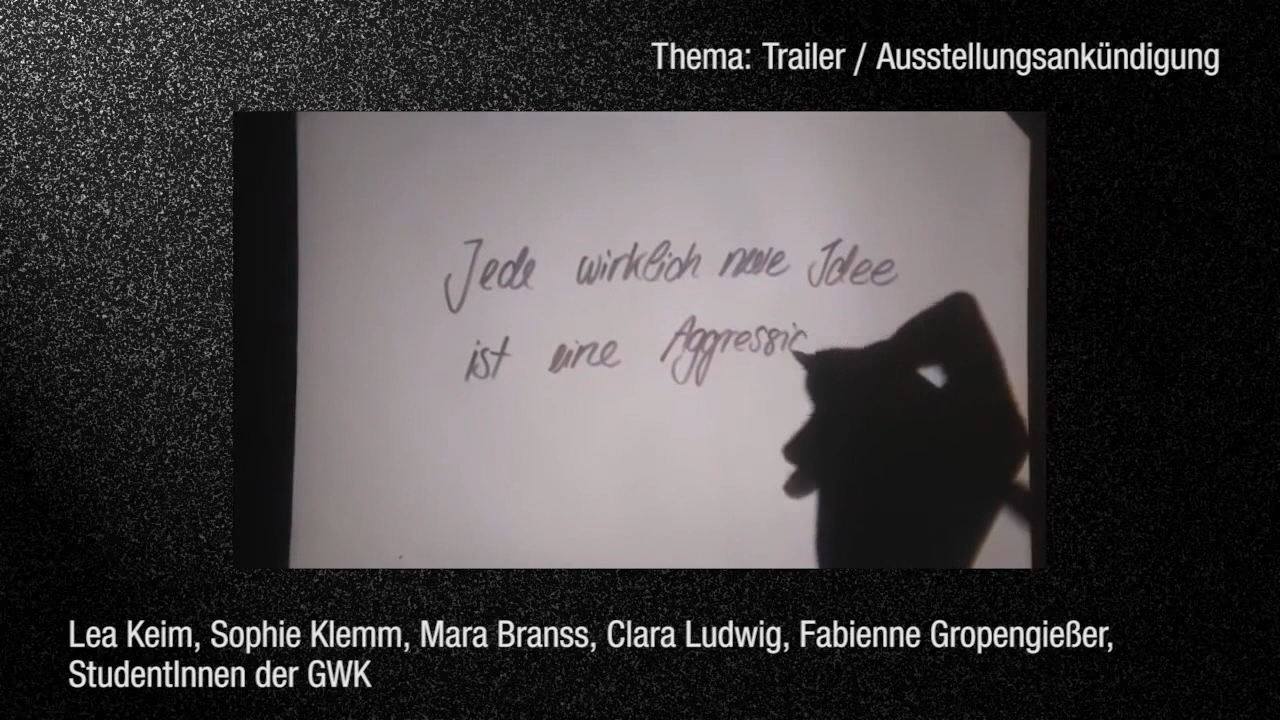 Thema: Trailer / Ausstellungsankündigung
Jede wirklich neue Idee
ist eine Aggressio
Lea Keim, Sophie Klemm, Mara Branss, Clara Ludwig, Fabienne Gropengießer,
StudentInnen der GWK